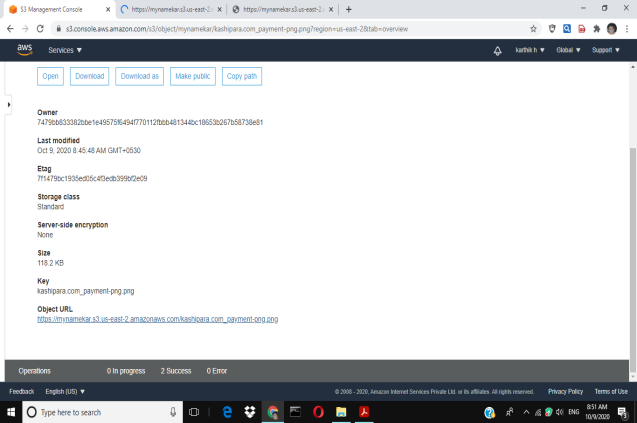 S3 Management Console
https://mynamekar.s3.us-east-2.
https://mynamekar.s3.us-east-2.
s3.console.aws.amazon.com/s3/object/mynamekar/kashipara.com_payment-png.png?region=us-east-2&tab=overview
aws Services karthik h Global Support
Open Download Download as Make public Copy path
Owner
7479bb833382bbe1e49575f6494f770112fbbb481344bc18653b267b58738e81
Last modified
Oct 9, 2020 8:45:48 AM GMT+0530
Etag
7f1479bc1935ed05c4f3edb399bf2e09
Storage class
Standard
Server-side encryption
None
Size
118.2 KB
Key
kashipara.com_payment-png.png
Object URL
https://mynamekar.s3.us-east-2.amazonaws.com/kashipara.com_payment-png.png
Operations 0 In progress 2 Success 0 Error
Feedback English (US) © 2008 - 2020, Amazon Internet Services Private Ltd. or its affiliates. All rights reserved. Privacy Policy Terms of Use
Type here to search
ENG
8:51 AM
10/9/2020